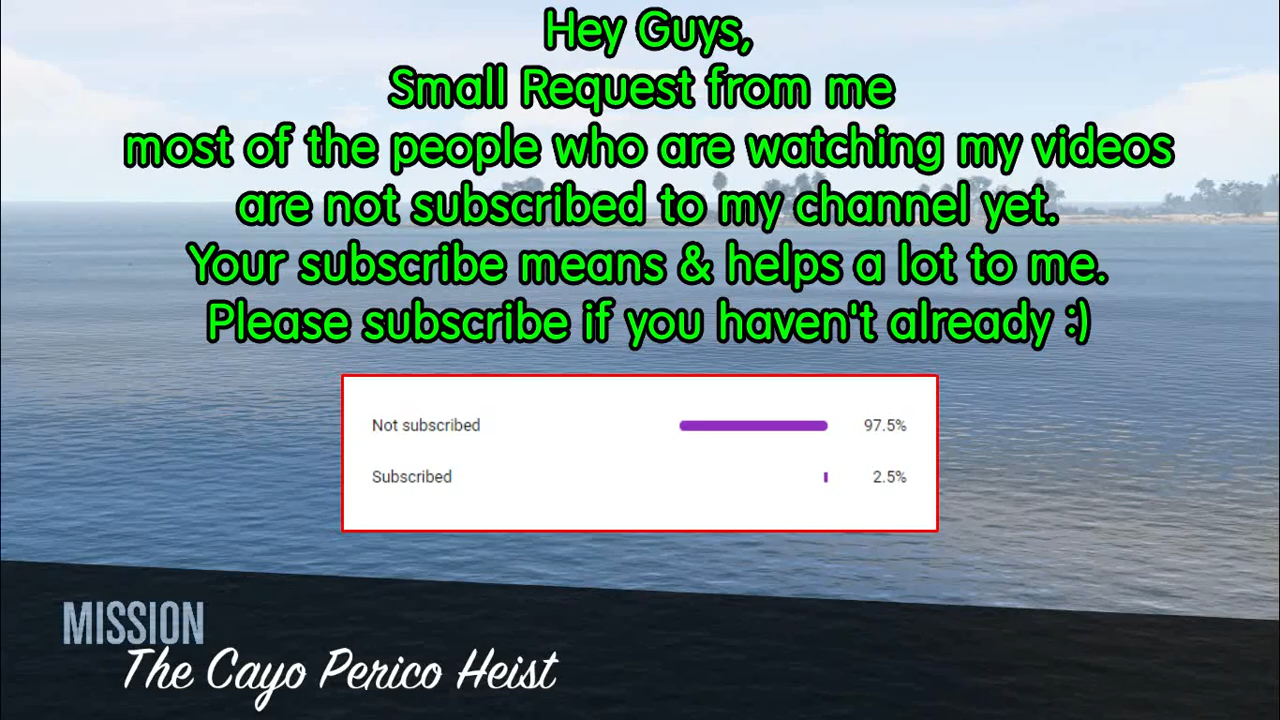 Hey Guys,
Small Request from me
most of the people who are watching my videos
are not subscribed to my channel yet.
Your subscribe means & helps a lot to me.
Please subscribe if you haven't already :)
Not subscribed 97.5%
Subscribed 2.5%
MISSION
The Cayo Perico Heist